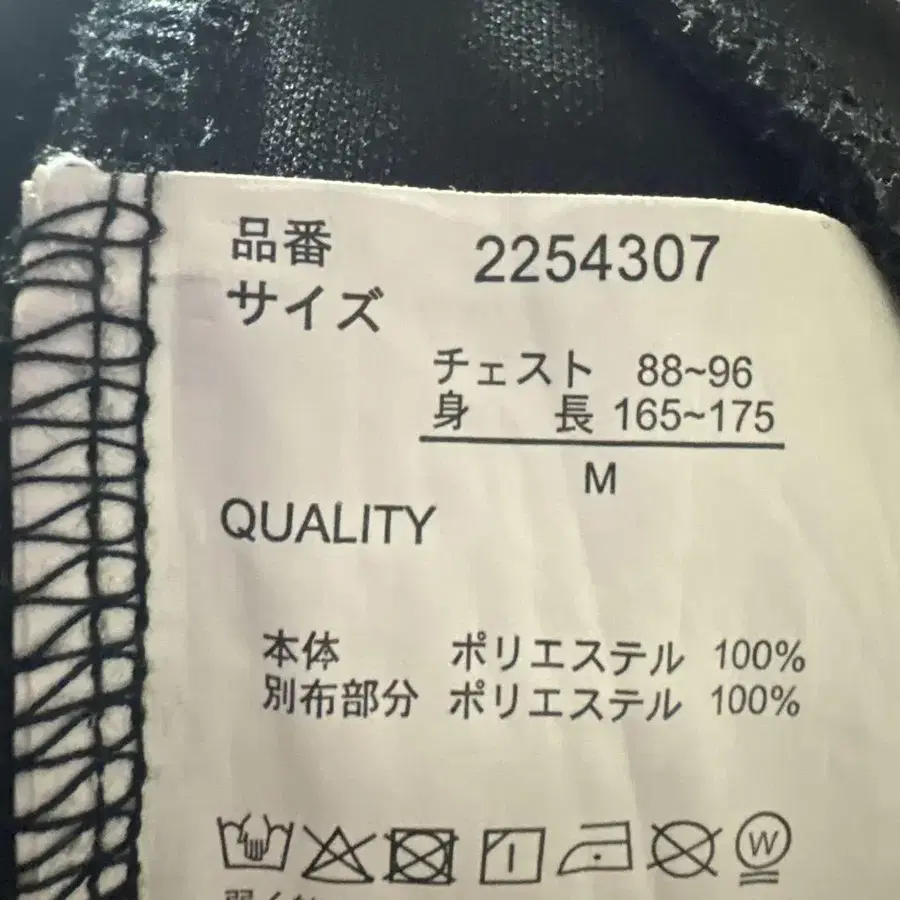 品番 2254307
サイズ
チェスト 88~96
身長 165~175
M
QUALITY
本体 ポリエステル 100%
別布部分 ポリエステル 100%
W